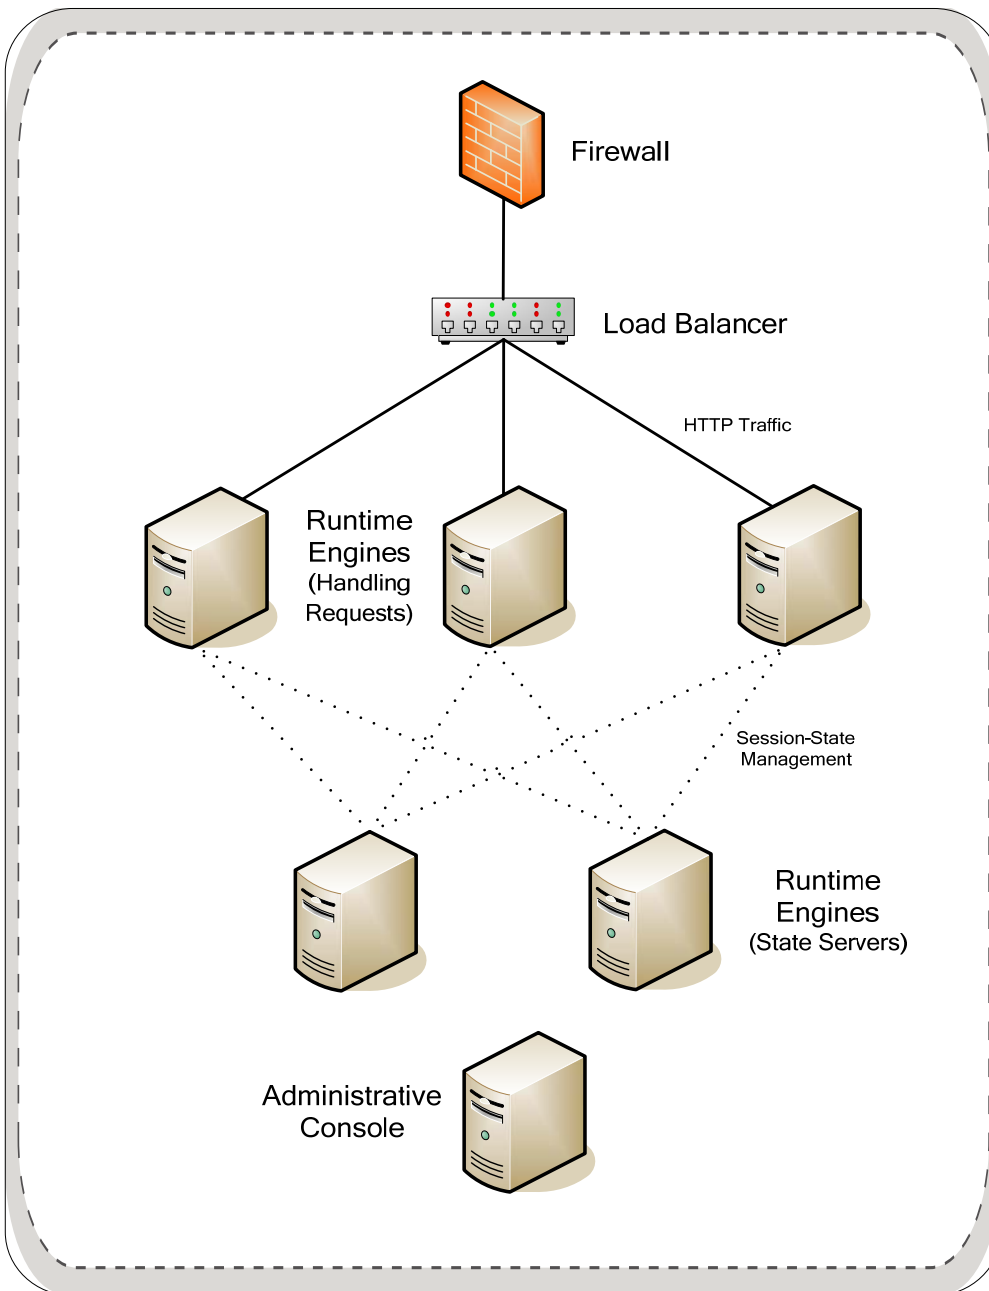 Firewall
Load Balancer
HTTP Traffic
Runtime
Engines
(Handling
Requests)
Session-State
Management
Runtime
Engines
(State Servers)
Administrative
Console